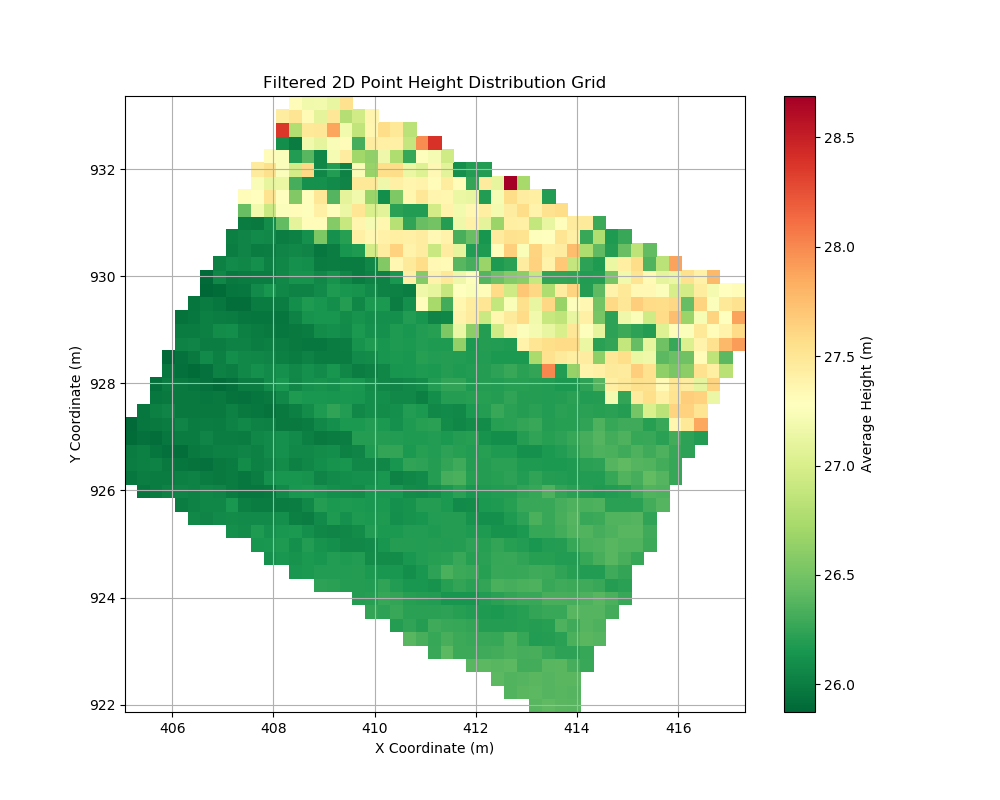 Filtered 2D Point Height Distribution Grid
932
930
928
926
924
922
Y Coordinate (m)
406 408 410 412 414 416
X Coordinate (m)
28.5
28.0
27.5
27.0
26.5
26.0
Average Height (m)